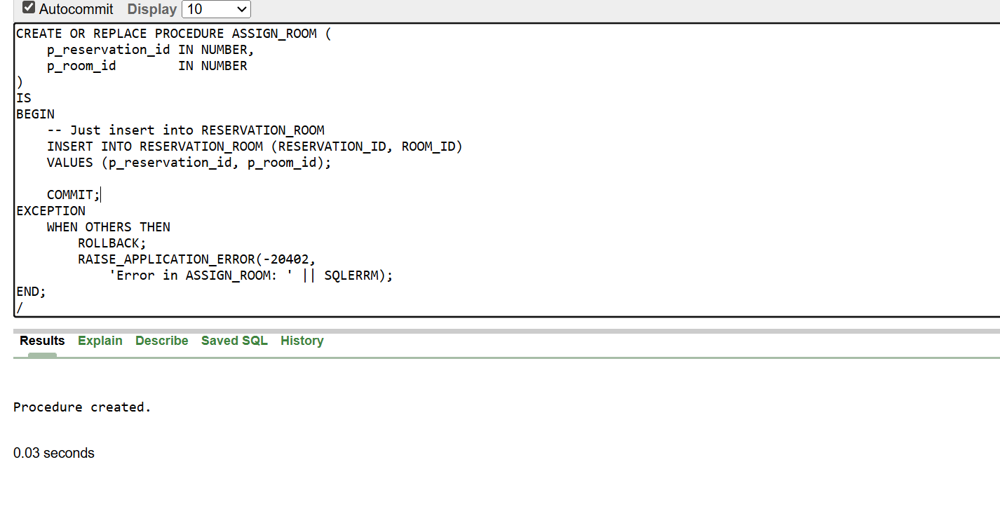 Autocommit Display 10
CREATE OR REPLACE PROCEDURE ASSIGN_ROOM (
    p_reservation_id IN NUMBER,
    p_room_id        IN NUMBER
)
IS
BEGIN
    -- Just insert into RESERVATION_ROOM
    INSERT INTO RESERVATION_ROOM (RESERVATION_ID, ROOM_ID)
    VALUES (p_reservation_id, p_room_id);
    COMMIT;
EXCEPTION
    WHEN OTHERS THEN
        ROLLBACK;
        RAISE_APPLICATION_ERROR(-20402,
            'Error in ASSIGN_ROOM: ' || SQLERRM);
END;
/
Results Explain Describe Saved SQL History
Procedure created.
0.03 seconds